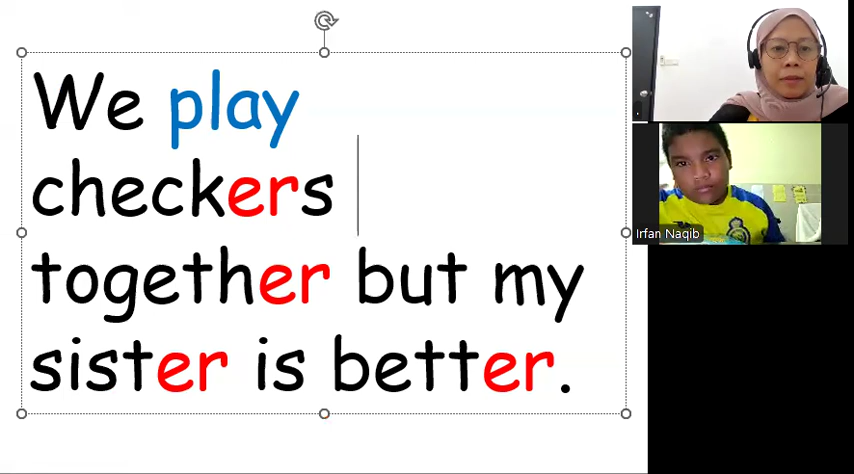 We play
checkers
together but my
sister is better.
Irfan Naqib